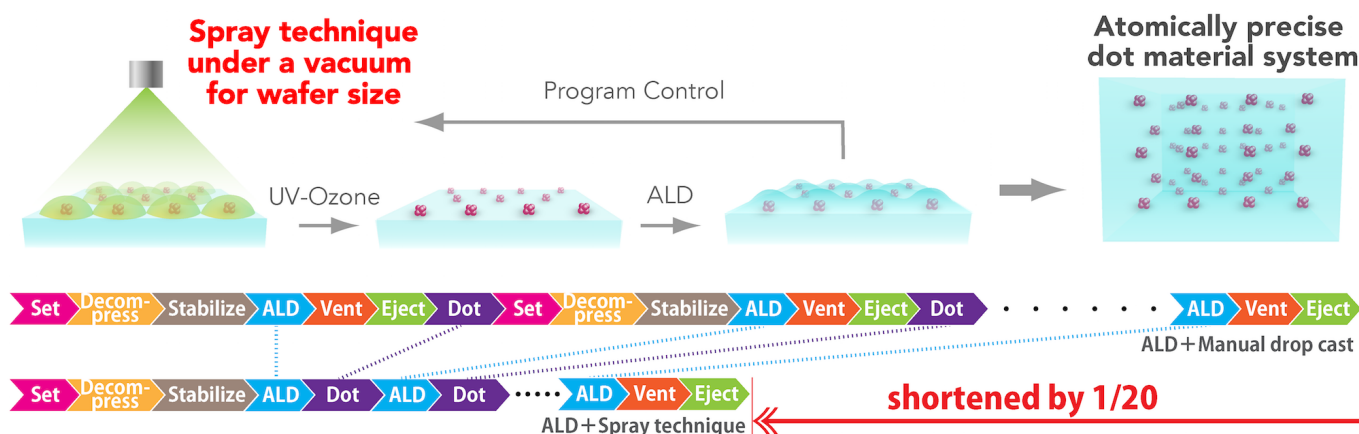 Spray technique
under a vacuum
for wafer size
Program Control
Atomically precise
dot material system
UV-Ozone
ALD
Set
Decom-
press
Stabilize
ALD
Vent
Eject
Dot
Set
Decom-
press
Stabilize
ALD
Vent
Eject
Dot
ALD
Vent
Eject
ALD+Manual drop cast
Set
Decom-
press
Stabilize
ALD
Dot
ALD
Dot
ALD
Vent
Eject
ALD+Spray technique
shortened by 1/20